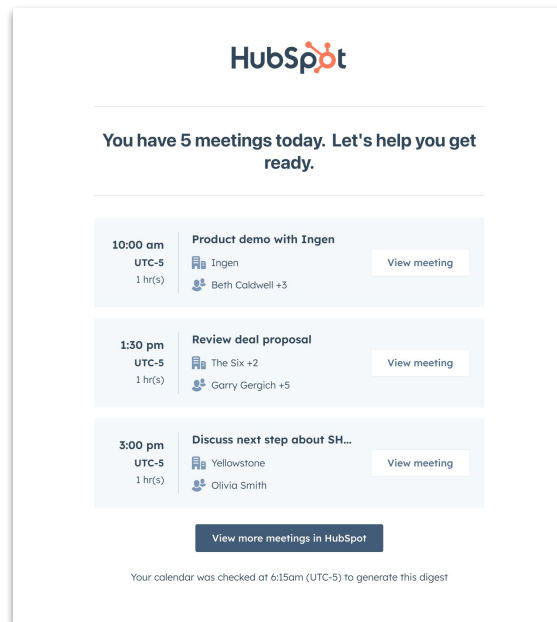 HubSpot
You have 5 meetings today. Let's help you get
ready.
10:00 am
UTC-5
1 hr(s)
Product demo with Ingen
Ingen
Beth Caldwell +3
View meeting
1:30 pm
UTC-5
1 hr(s)
Review deal proposal
The Six +2
Garry Gergich +5
View meeting
3:00 pm
UTC-5
1 hr(s)
Discuss next step about SH...
Yellowstone
Olivia Smith
View meeting
View more meetings in HubSpot
Your calendar was checked at 6:15am (UTC-5) to generate this digest